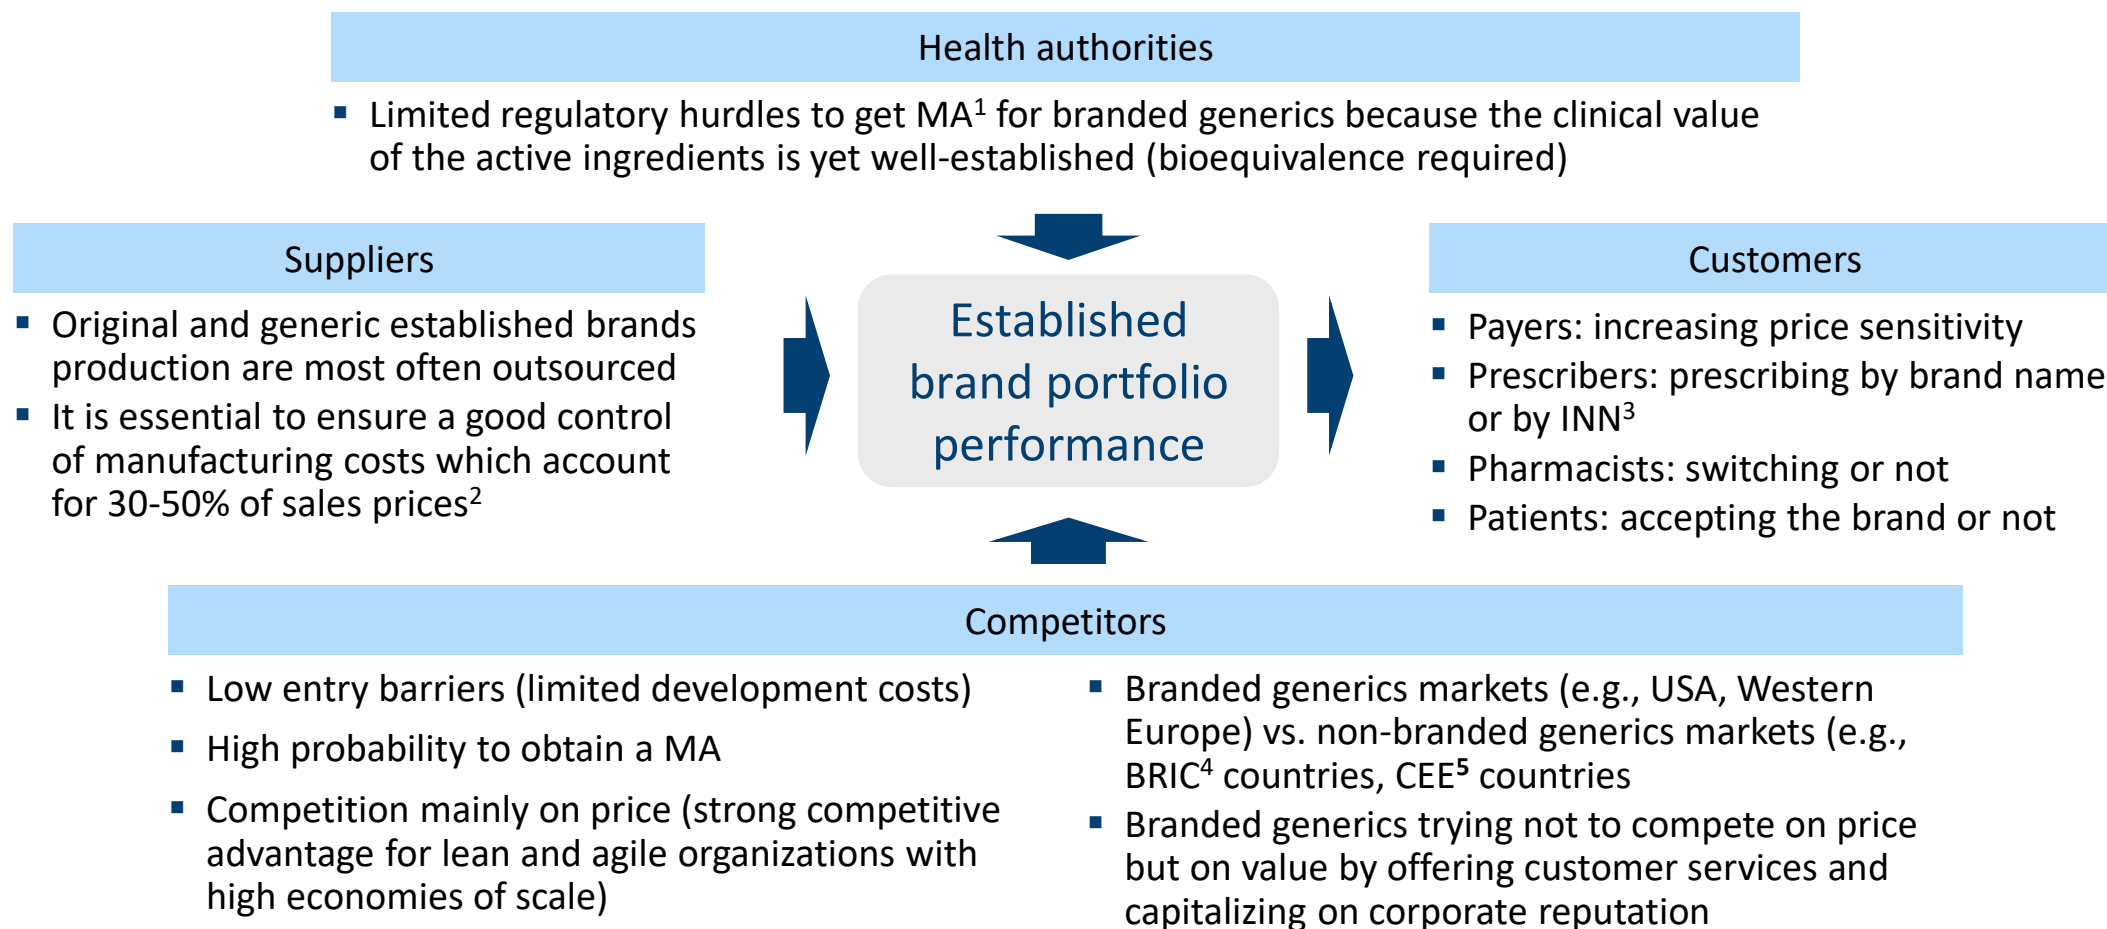 Health authorities
▪ Limited regulatory hurdles to get MA¹ for branded generics because the clinical value
of the active ingredients is yet well-established (bioequivalence required)
Suppliers
▪ Original and generic established brands
production are most often outsourced
▪ It is essential to ensure a good control
of manufacturing costs which account
for 30-50% of sales prices²
Established
brand portfolio
performance
Customers
▪ Payers: increasing price sensitivity
▪ Prescribers: prescribing by brand name
or by INN³
▪ Pharmacists: switching or not
▪ Patients: accepting the brand or not
Competitors
▪ Low entry barriers (limited development costs)
▪ High probability to obtain a MA
▪ Competition mainly on price (strong competitive
advantage for lean and agile organizations with
high economies of scale)
▪ Branded generics markets (e.g., USA, Western
Europe) vs. non-branded generics markets (e.g.,
BRIC⁴ countries, CEE⁵ countries
▪ Branded generics trying not to compete on price
but on value by offering customer services and
capitalizing on corporate reputation